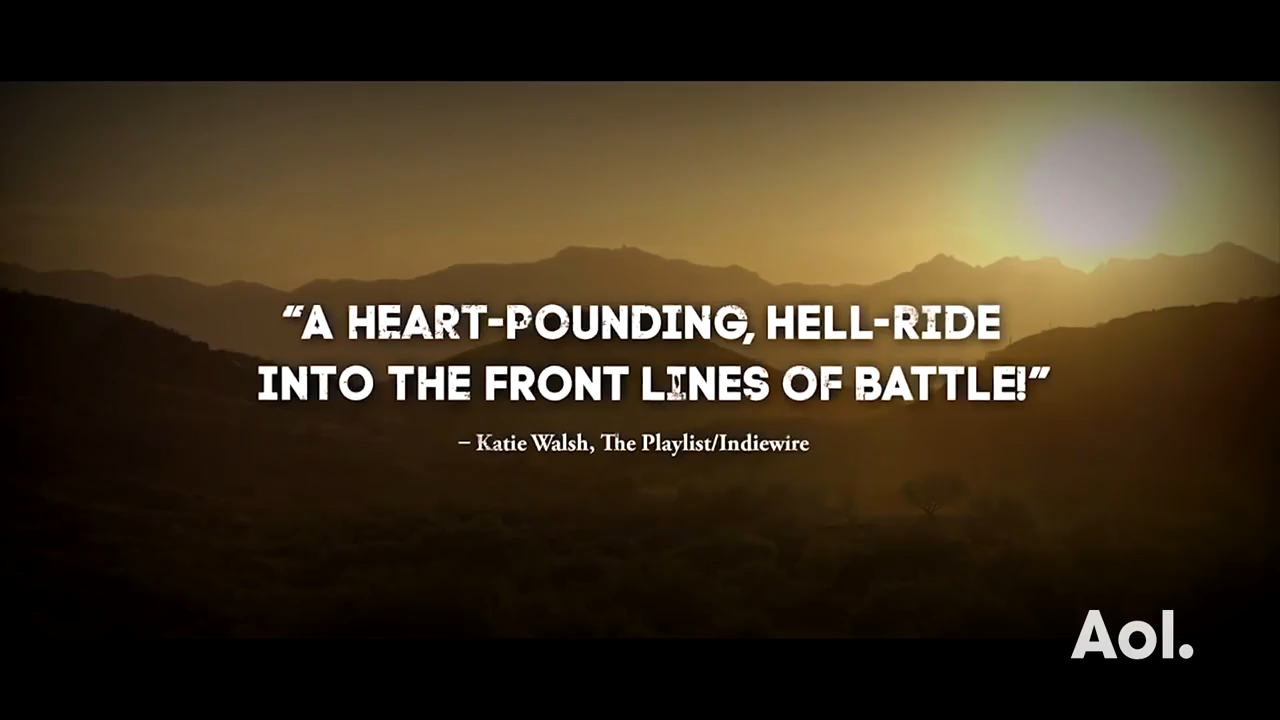 “A HEART-POUNDING, HELL-RIDE
INTO THE FRONT LINES OF BATTLE!”
– Katie Walsh, The Playlist/Indiewire
Aol.